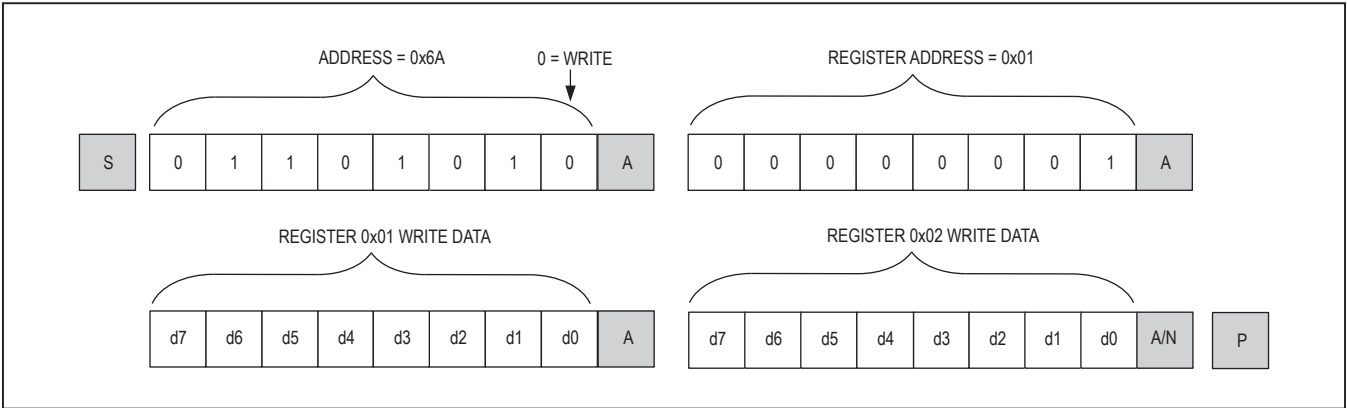 ADDRESS = 0x6A 0 = WRITE REGISTER ADDRESS = 0x01
S 0 1 1 0 1 0 1 0 A 0 0 0 0 0 0 0 1 A
REGISTER 0x01 WRITE DATA REGISTER 0x02 WRITE DATA
d7 d6 d5 d4 d3 d2 d1 d0 A d7 d6 d5 d4 d3 d2 d1 d0 A/N P